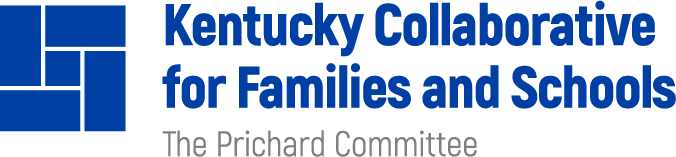 Kentucky Collaborative
for Families and Schools
The Prichard Committee